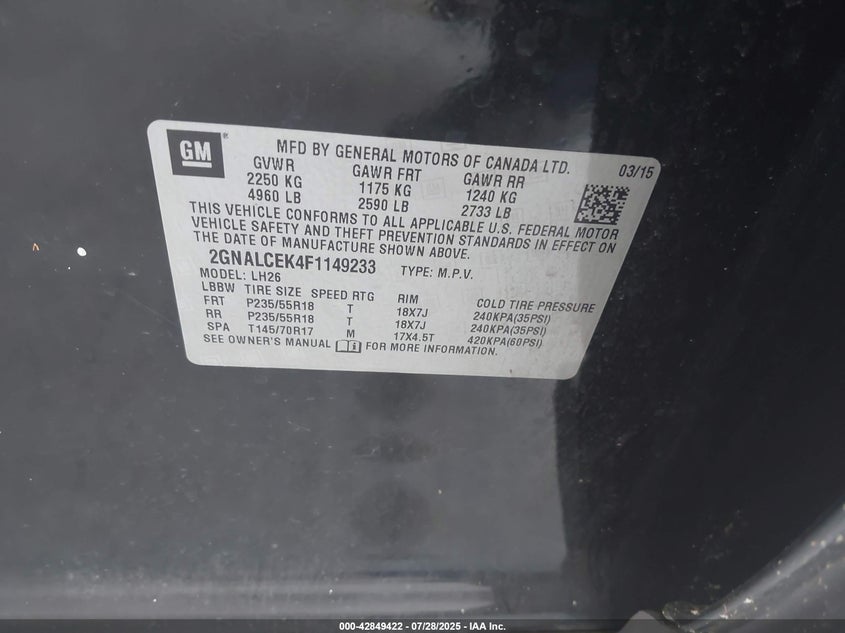 GM ® MFD BY GENERAL MOTORS OF CANADA LTD. 03/15
GVWR GAWR FRT GAWR RR
2250 KG 1175 KG 1240 KG
4960 LB 2590 LB 2733 LB
THIS VEHICLE CONFORMS TO ALL APPLICABLE U.S. FEDERAL MOTOR
VEHICLE SAFETY AND THEFT PREVENTION STANDARDS IN EFFECT ON
THE DATE OF MANUFACTURE SHOWN ABOVE.
2GNALCEK4F1149233 TYPE: M.P.V.
MODEL: LH26
LBBW TIRE SIZE SPEED RTG RIM COLD TIRE PRESSURE
FRT P235/55R18 T 18X7J 240KPA(35PSI)
RR P235/55R18 T 18X7J 240KPA(35PSI)
SPA T145/70R17 M 17X4.5T 420KPA(60PSI)
SEE OWNER'S MANUAL FOR MORE INFORMATION.
000-42849422 - 07/28/2025 - IAA Inc.